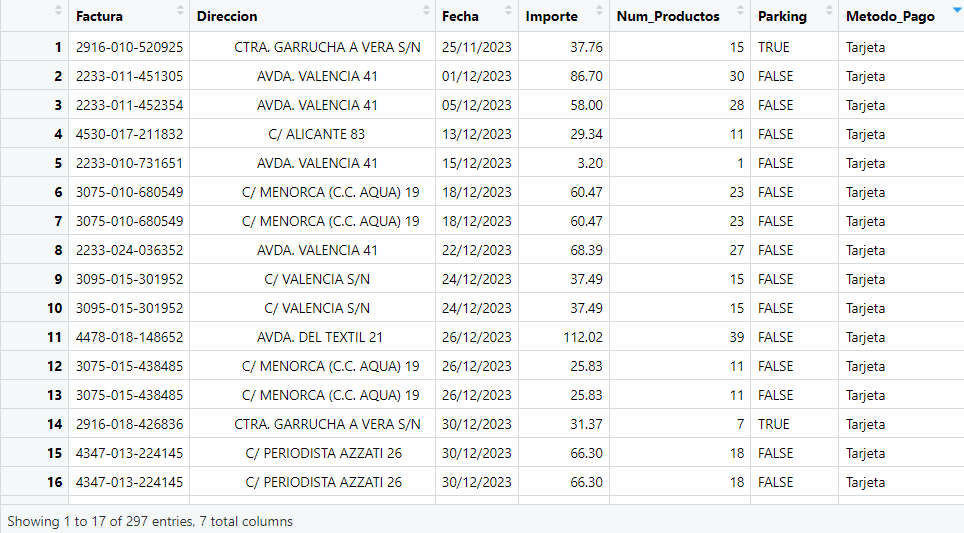 Factura Direccion Fecha Importe Num_Productos Parking Metodo_Pago
1 2916-010-520925 CTRA. GARRUCHA A VERA S/N 25/11/2023 37.76 15 TRUE Tarjeta
2 2233-011-451305 AVDA. VALENCIA 41 01/12/2023 86.70 30 FALSE Tarjeta
3 2233-011-452354 AVDA. VALENCIA 41 05/12/2023 58.00 28 FALSE Tarjeta
4 4530-017-211832 C/ ALICANTE 83 13/12/2023 29.34 11 FALSE Tarjeta
5 2233-010-731651 AVDA. VALENCIA 41 15/12/2023 3.20 1 FALSE Tarjeta
6 3075-010-680549 C/ MENORCA (C.C. AQUA) 19 18/12/2023 60.47 23 FALSE Tarjeta
7 3075-010-680549 C/ MENORCA (C.C. AQUA) 19 18/12/2023 60.47 23 FALSE Tarjeta
8 2233-024-036352 AVDA. VALENCIA 41 22/12/2023 68.39 27 FALSE Tarjeta
9 3095-015-301952 C/ VALENCIA S/N 24/12/2023 37.49 15 FALSE Tarjeta
10 3095-015-301952 C/ VALENCIA S/N 24/12/2023 37.49 15 FALSE Tarjeta
11 4478-018-148652 AVDA. DEL TEXTIL 21 26/12/2023 112.02 39 FALSE Tarjeta
12 3075-015-438485 C/ MENORCA (C.C. AQUA) 19 26/12/2023 25.83 11 FALSE Tarjeta
13 3075-015-438485 C/ MENORCA (C.C. AQUA) 19 26/12/2023 25.83 11 FALSE Tarjeta
14 2916-018-426836 CTRA. GARRUCHA A VERA S/N 30/12/2023 31.37 7 TRUE Tarjeta
15 4347-013-224145 C/ PERIODISTA AZZATI 26 30/12/2023 66.30 18 FALSE Tarjeta
16 4347-013-224145 C/ PERIODISTA AZZATI 26 30/12/2023 66.30 18 FALSE Tarjeta
Showing 1 to 17 of 297 entries, 7 total columns